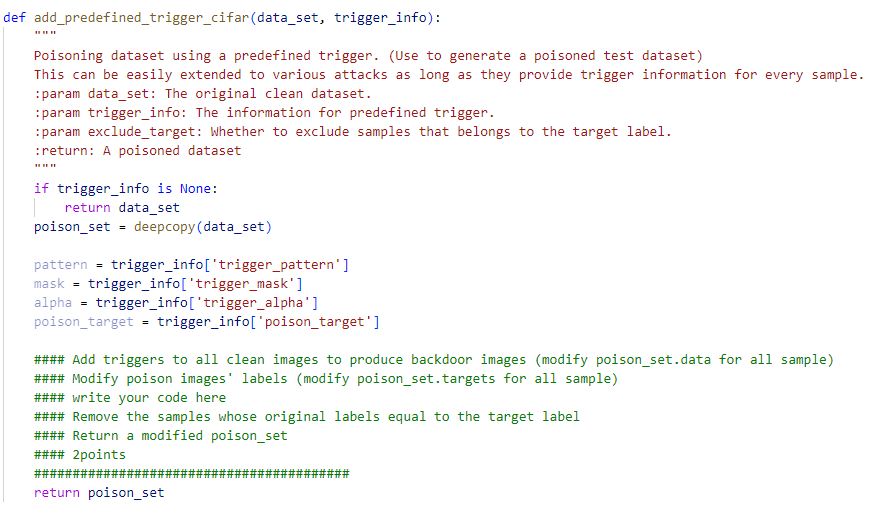 def add_predefined_trigger_cifar(data_set, trigger_info):
    """
    Poisoning dataset using a predefined trigger. (Use to generate a poisoned test dataset)
    This can be easily extended to various attacks as long as they provide trigger information for every sample.
    :param data_set: The original clean dataset.
    :param trigger_info: The information for predefined trigger.
    :param exclude_target: Whether to exclude samples that belongs to the target label.
    :return: A poisoned dataset
    """
    if trigger_info is None:
        return data_set
    poison_set = deepcopy(data_set)

    pattern = trigger_info['trigger_pattern']
    mask = trigger_info['trigger_mask']
    alpha = trigger_info['trigger_alpha']
    poison_target = trigger_info['poison_target']

    #### Add triggers to all clean images to produce backdoor images (modify poison_set.data for all sample)
    #### Modify poison images' labels (modify poison_set.targets for all sample)
    #### write your code here
    #### Remove the samples whose original labels equal to the target label
    #### Return a modified poison_set
    #### 2points
    #########################################
    return poison_set